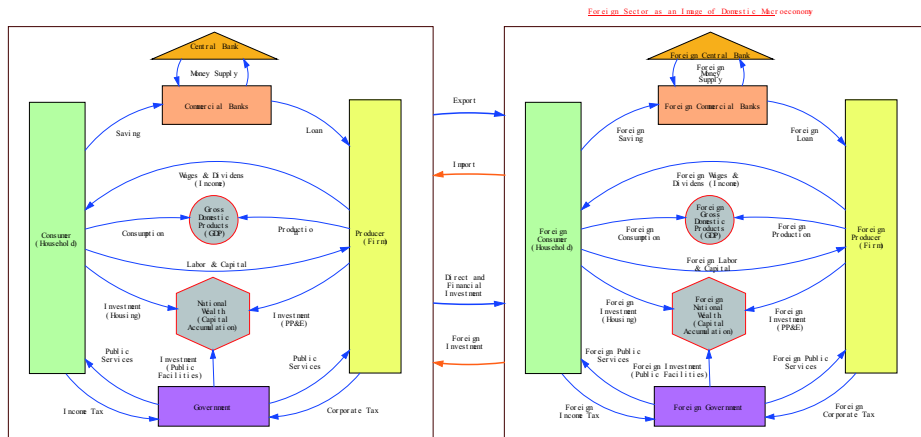 Foreign Sector as an Image of Domestic Macroeconomy
Central Bank
Money Supply
Commercial Banks
Saving
Loan
Consumer
(Household)
Producer
(Firm)
Wages & Dividens
(Income)
Gross
Domestic
Products
(GDP)
Consumption
Productio
Labor & Capital
National
Wealth
(Capital
Accumulation)
Investment
(Housing)
Investment
(PP&E)
Public
Services
Investment
(Public
Facilities)
Public
Services
Government
Income Tax
Corporate Tax
Export
Import
Direct and
Financial
Investment
Foreign
Investment
Foreign Central Bank
Foreign
Money
Supply
Foreign Commercial Banks
Foreign
Saving
Foreign
Loan
Foreign
Consumer
(Household)
Foreign
Producer
(Firm)
Foreign Wages &
Dividens (Income)
Foreign
Gross
Domestic
Products
(GDP)
Foreign
Consumption
Foreign
Production
Foreign Labor
& Capital
Foreign
National
Wealth
(Capital
Accumulation)
Foreign
Investment
(Housing)
Foreign
Investment
(PP&E)
Foreign Public
Services
Foreign Investment
(Public Facilities)
Foreign Public
Services
Foreign Government
Foreign
Income Tax
Foreign
Corporate Tax